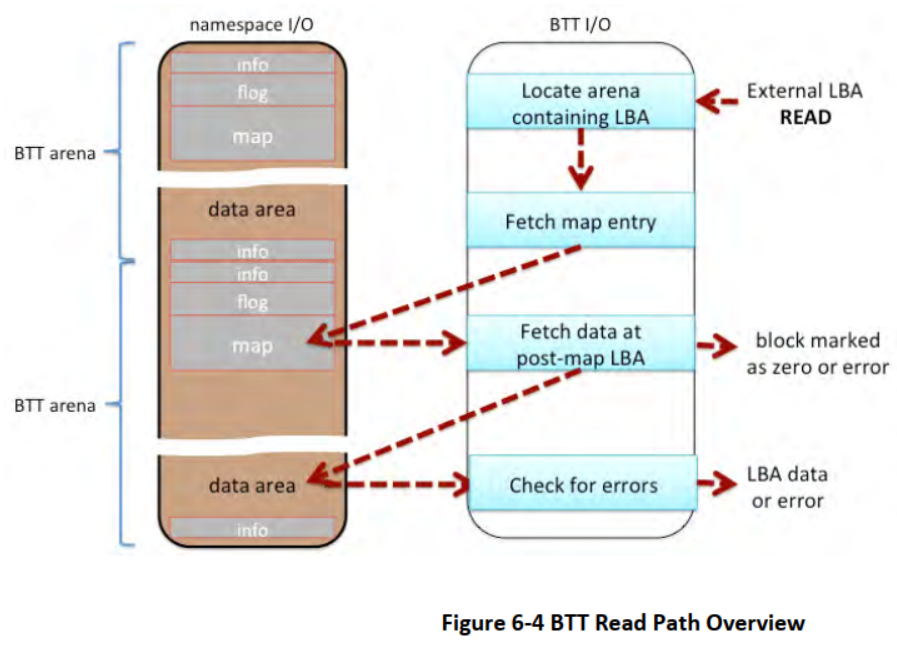 namespace I/O
BTT I/O
info
flog
map
BTT arena
data area
info
info
flog
map
BTT arena
data area
info
Locate arena
containing LBA
External LBA
READ
Fetch map entry
Fetch data at
post-map LBA
block marked
as zero or error
Check for errors
LBA data
or error
Figure 6-4 BTT Read Path Overview